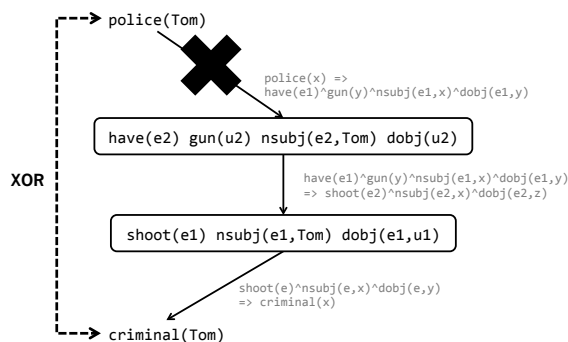 police(Tom)
police(x) =>
have(e1)^gun(y)^nsubj(e1,x)^dobj(e1,y)
have(e2) gun(u2) nsubj(e2,Tom) dobj(u2)
XOR
have(e1)^gun(y)^nsubj(e1,x)^dobj(e1,y)
=> shoot(e2)^nsubj(e2,x)^dobj(e2,z)
shoot(e1) nsubj(e1,Tom) dobj(e1,u1)
shoot(e)^nsubj(e,x)^dobj(e,y)
=> criminal(x)
criminal(Tom)